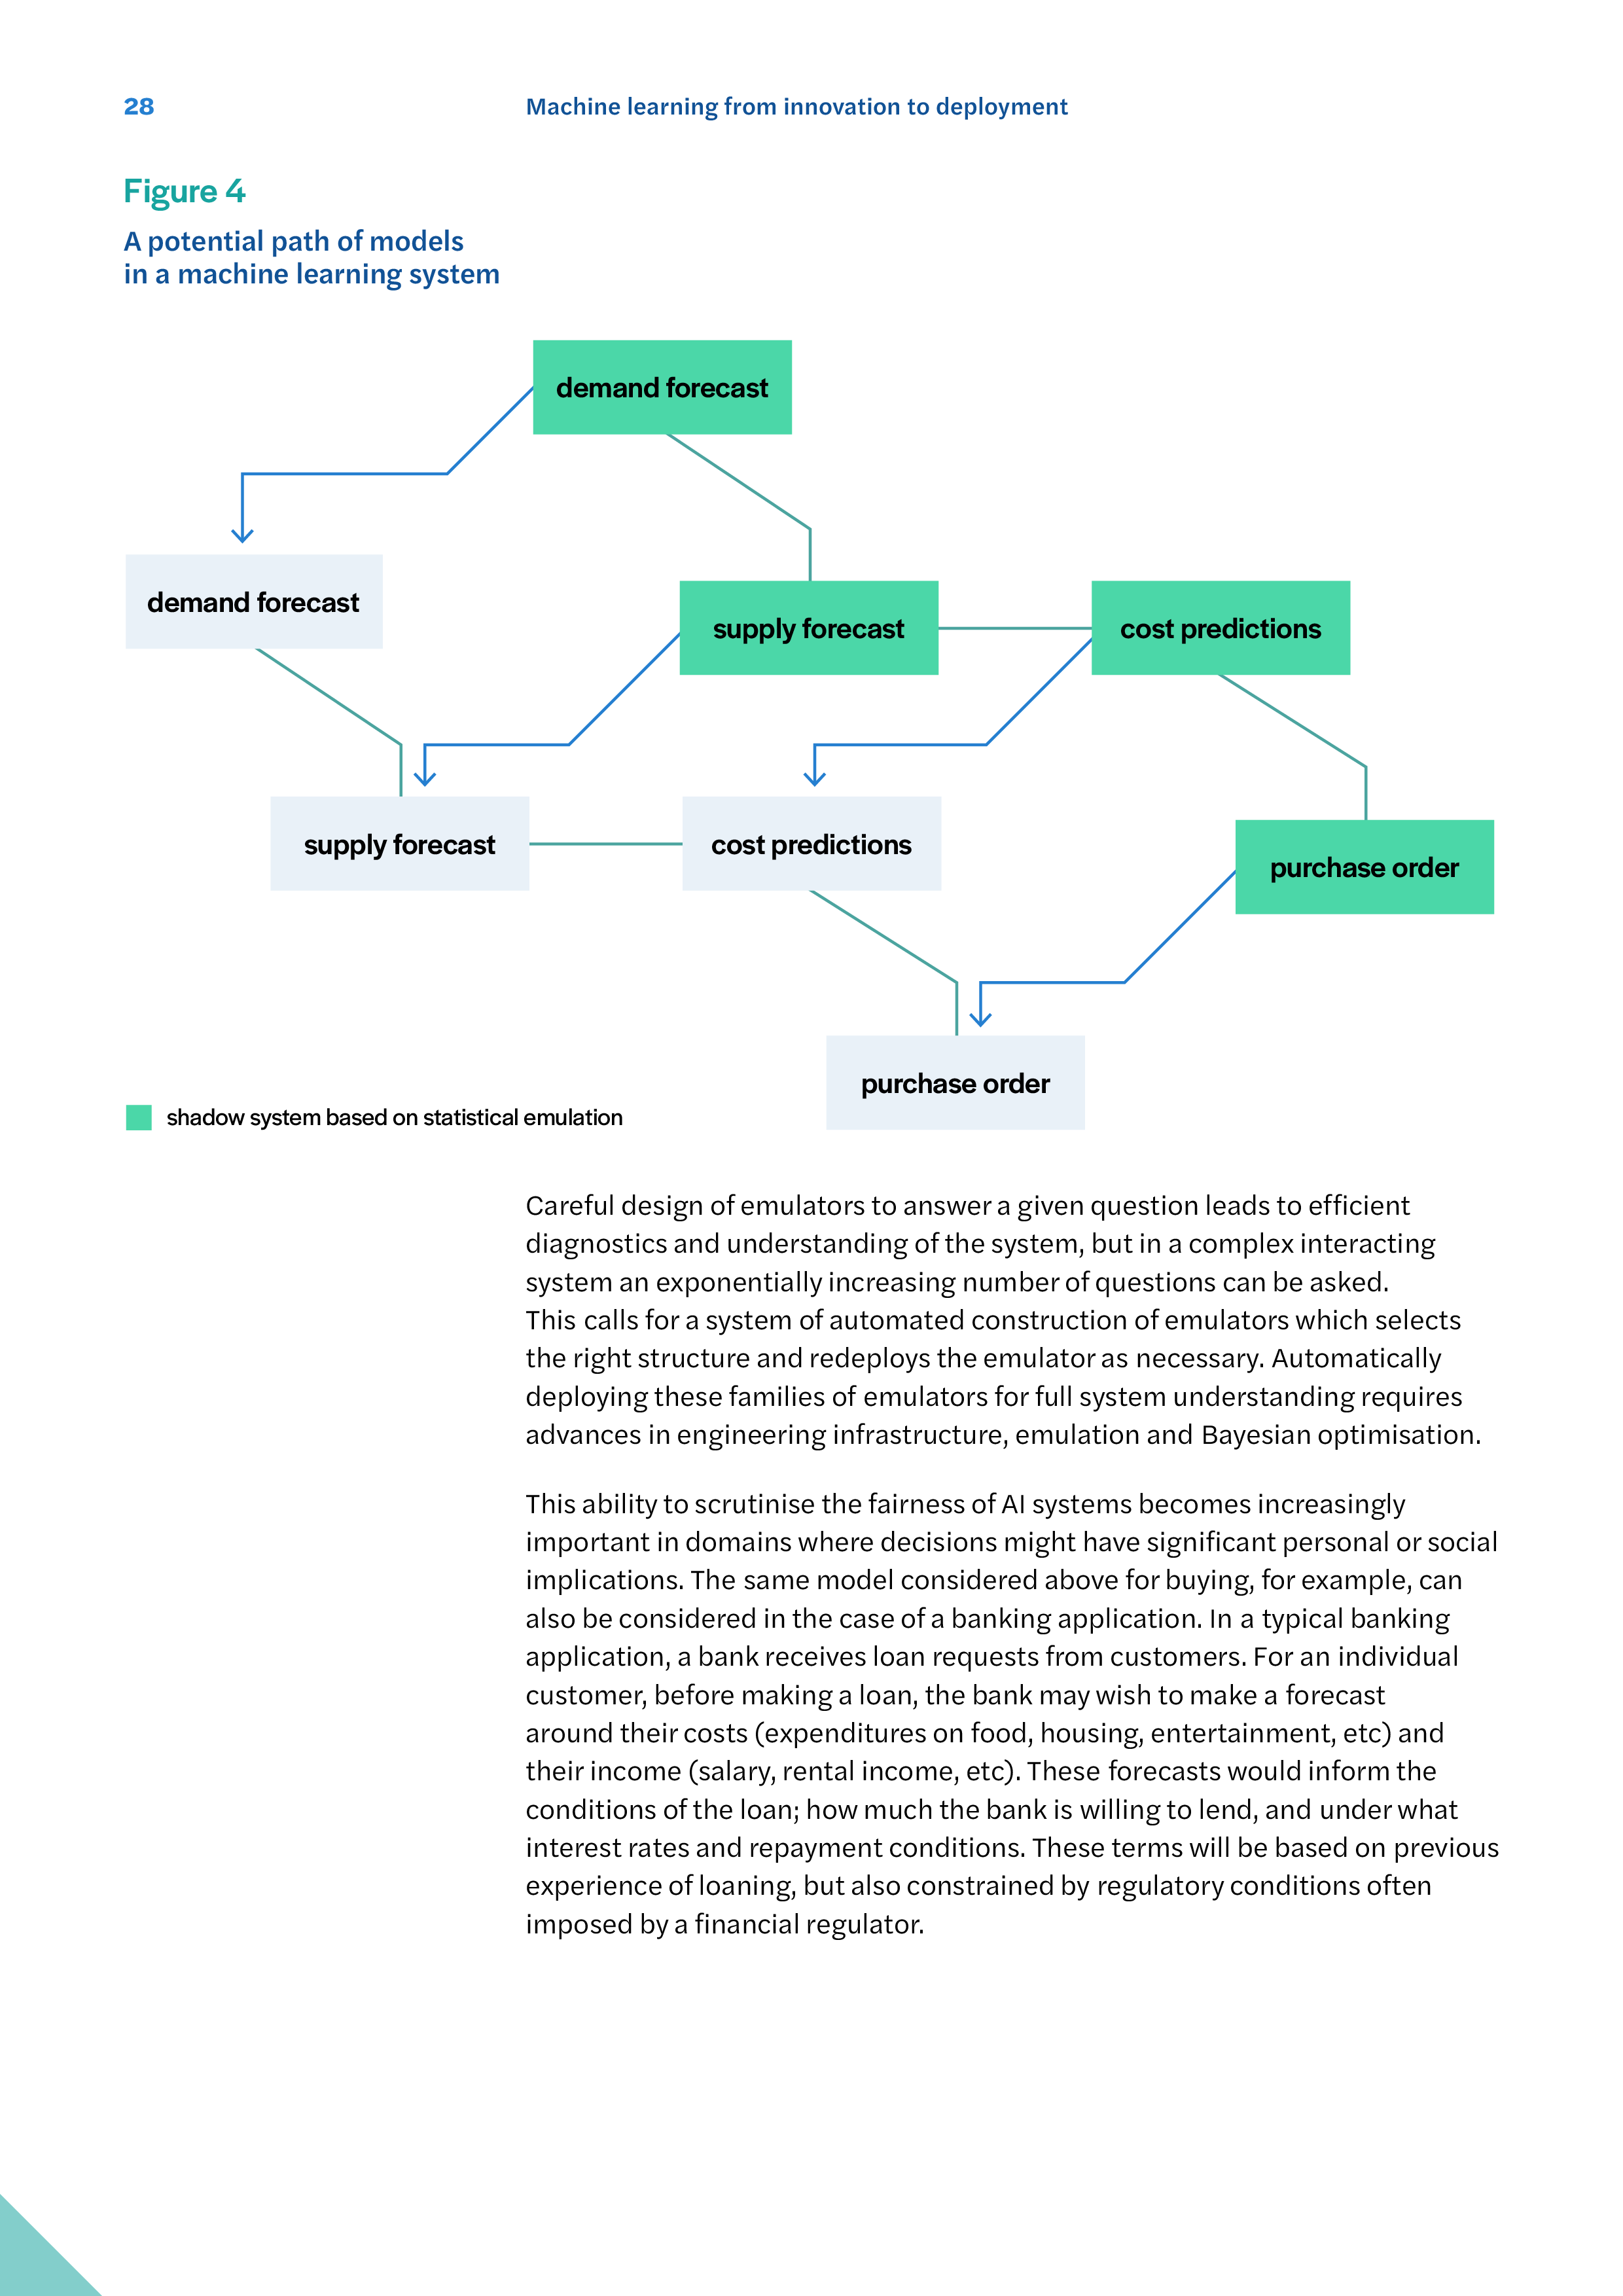 28
Machine learning from innovation to deployment
Figure 4
A potential path of models
in a machine learning system
demand forecast
demand forecast
supply forecast
cost predictions
supply forecast
cost predictions
purchase order
purchase order
shadow system based on statistical emulation
Careful design of emulators to answer a given question leads to efficient
diagnostics and understanding of the system, but in a complex interacting
system an exponentially increasing number of questions can be asked.
This calls for a system of automated construction of emulators which selects
the right structure and redeploys the emulator as necessary. Automatically
deploying these families of emulators for full system understanding requires
advances in engineering infrastructure, emulation and Bayesian optimisation.
This ability to scrutinise the fairness of AI systems becomes increasingly
important in domains where decisions might have significant personal or social
implications. The same model considered above for buying, for example, can
also be considered in the case of a banking application. In a typical banking
application, a bank receives loan requests from customers. For an individual
customer, before making a loan, the bank may wish to make a forecast
around their costs (expenditures on food, housing, entertainment, etc) and
their income (salary, rental income, etc). These forecasts would inform the
conditions of the loan; how much the bank is willing to lend, and under what
interest rates and repayment conditions. These terms will be based on previous
experience of loaning, but also constrained by regulatory conditions often
imposed by a financial regulator.